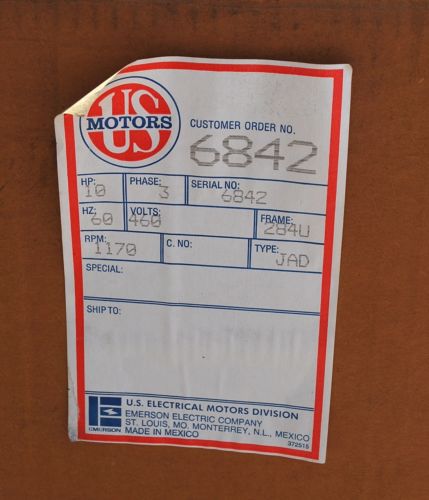 US
MOTORS
CUSTOMER ORDER NO.
6842
HP: 10 PHASE: 3 SERIAL NO: 6842
HZ: 60 VOLTS: 460 FRAME: 284U
RPM: 1170 C. NO: TYPE: JAD
SPECIAL:
SHIP TO:
U.S. ELECTRICAL MOTORS DIVISION
EMERSON ELECTRIC COMPANY
ST. LOUIS, MO. MONTERREY, N.L., MEXICO
EMERSON MADE IN MEXICO
372515